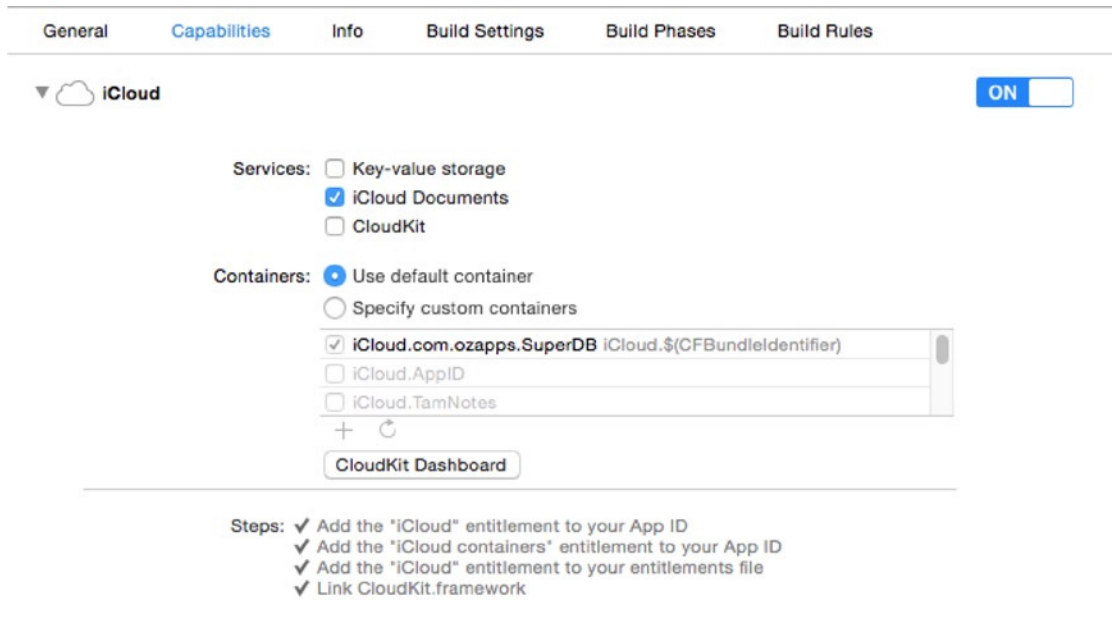 General Capabilities Info Build Settings Build Phases Build Rules
iCloud ON
Services: Key-value storage
iCloud Documents
CloudKit
Containers: Use default container
Specify custom containers
iCloud.com.ozapps.SuperDB iCloud.$(CFBundleIdentifier)
iCloud.AppID
iCloud.TamNotes
CloudKit Dashboard
Steps: ✓ Add the "iCloud" entitlement to your App ID
✓ Add the "iCloud containers" entitlement to your App ID
✓ Add the "iCloud" entitlement to your entitlements file
✓ Link CloudKit.framework